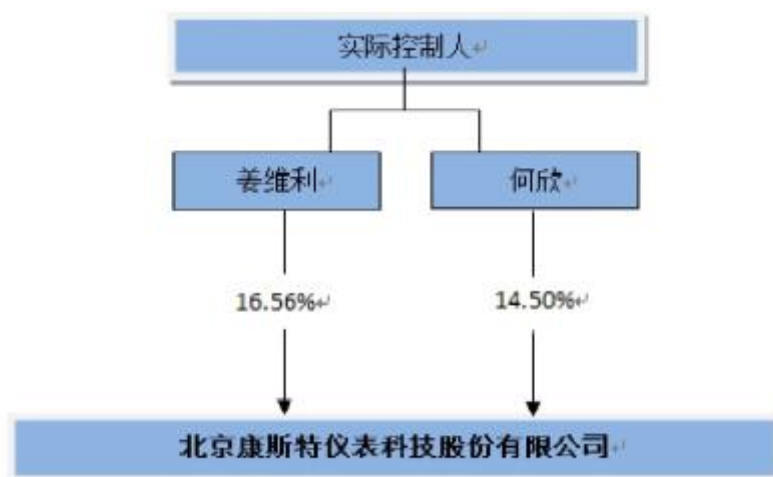 实际控制人
姜维利
何欣
16.56%
14.50%
北京康斯特仪表科技股份有限公司